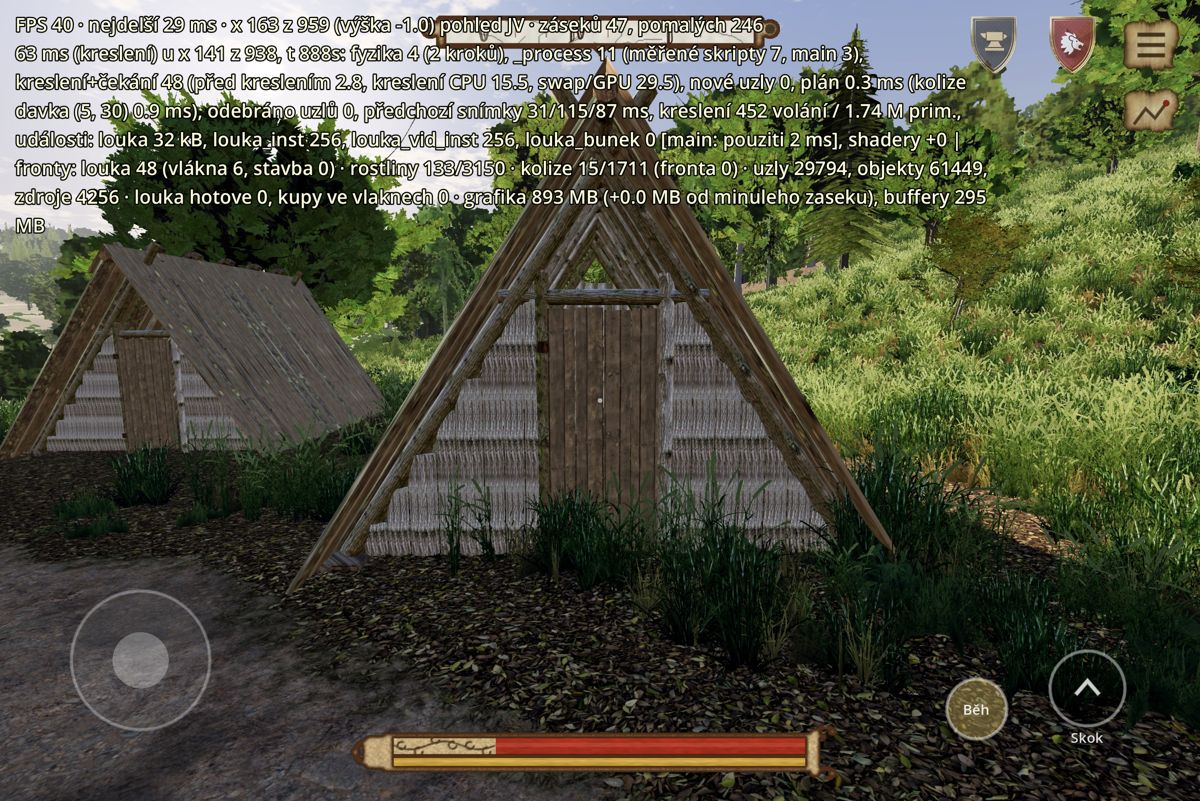 FPS 40 · nejdelší 29 ms · x 163 z 959 (výška -1.0) pohled JV · záseků 47, pomalých 246
63 ms (kreslení) u x 141 z 938, t 888s: fyzika 4 (2 kroků), _process 11 (měřené skripty 7, main 3),
kreslení+čekání 48 (před kreslením 2.8, kreslení CPU 15.5, swap/GPU 29.5), nové uzly 0, plán 0.3 ms (kolize
davka (5, 30) 0.9 ms); odebráno uzlů 0, předchozí snímky 31/115/87 ms, kreslení 452 volání / 1.74 M prim.,
události: louka 32 kB, louka_inst 256, louka_vid_inst 256, louka_bunek 0 [main: pouziti 2 ms], shadery +0 |
fronty: louka 48 (vlákna 6, stavba 0) · rostliny 133/3150 · kolize 15/1711 (fronta 0) · uzly 29794, objekty 61449,
zdroje 4256 · louka hotove 0, kupy ve vlaknech 0 · grafika 893 MB (+0.0 MB od minuleho zaseku), buffery 295
MB
Běh
Skok